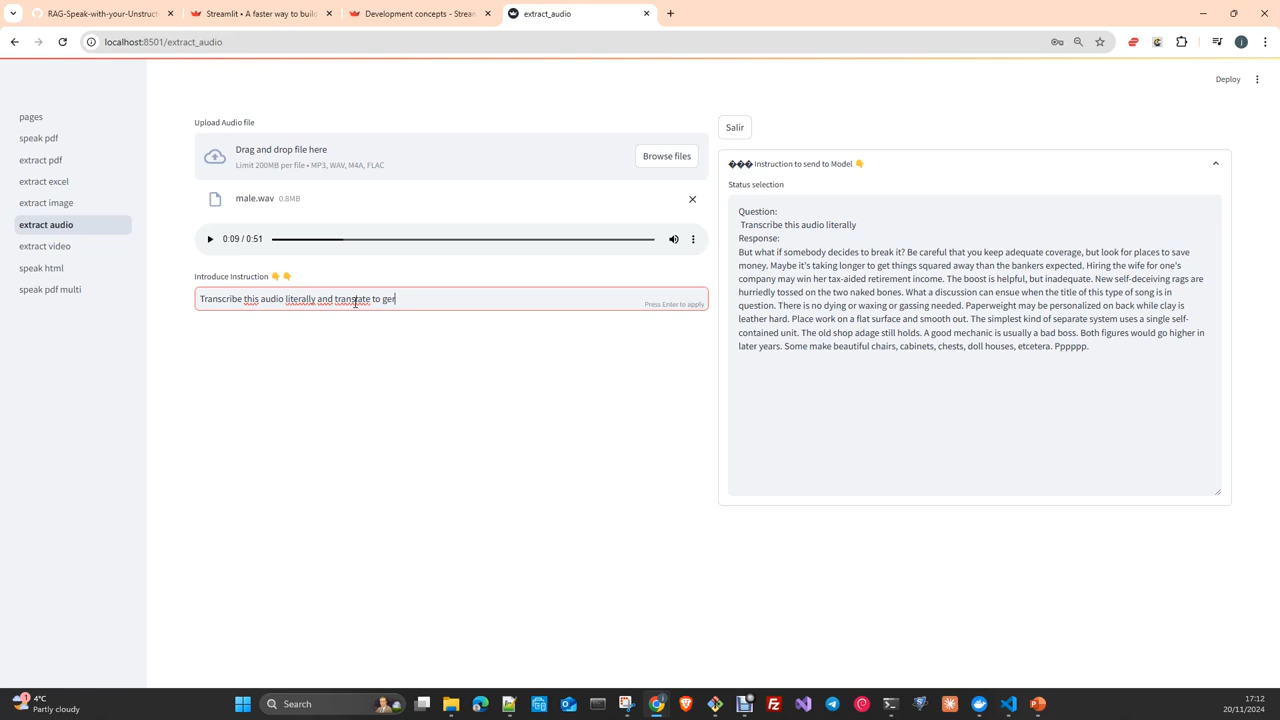 RAG-Speak-with-your-Unstruct
Streamlit • A faster way to build
Development concepts - Stream
extract_audio
localhost:8501/extract_audio
Deploy
pages
speak pdf
extract pdf
extract excel
extract image
extract audio
extract video
speak html
speak pdf multi
Upload Audio file
Drag and drop file here
Limit 200MB per file • MP3, WAV, M4A, FLAC
Browse files
male.wav 0.8MB
0:09 / 0:51
Introduce Instruction 👇 👇
Transcribe this audio literally and translate to ger
Press Enter to apply
Salir
��� Instruction to send to Model 👇
Status selection
Question:
Transcribe this audio literally
Response:
But what if somebody decides to break it? Be careful that you keep adequate coverage, but look for places to save
money. Maybe it's taking longer to get things squared away than the bankers expected. Hiring the wife for one's
company may win her tax-aided retirement income. The boost is helpful, but inadequate. New self-deceiving rags are
hurriedly tossed on the two naked bones. What a discussion can ensue when the title of this type of song is in
question. There is no dying or waxing or gassing needed. Paperweight may be personalized on back while clay is
leather hard. Place work on a flat surface and smooth out. The simplest kind of separate system uses a single self-
contained unit. The old shop adage still holds. A good mechanic is usually a bad boss. Both figures would go higher in
later years. Some make beautiful chairs, cabinets, chests, doll houses, etcetera. Pppppp.
1
4°C
Partly cloudy
Search
17:12
20/11/2024